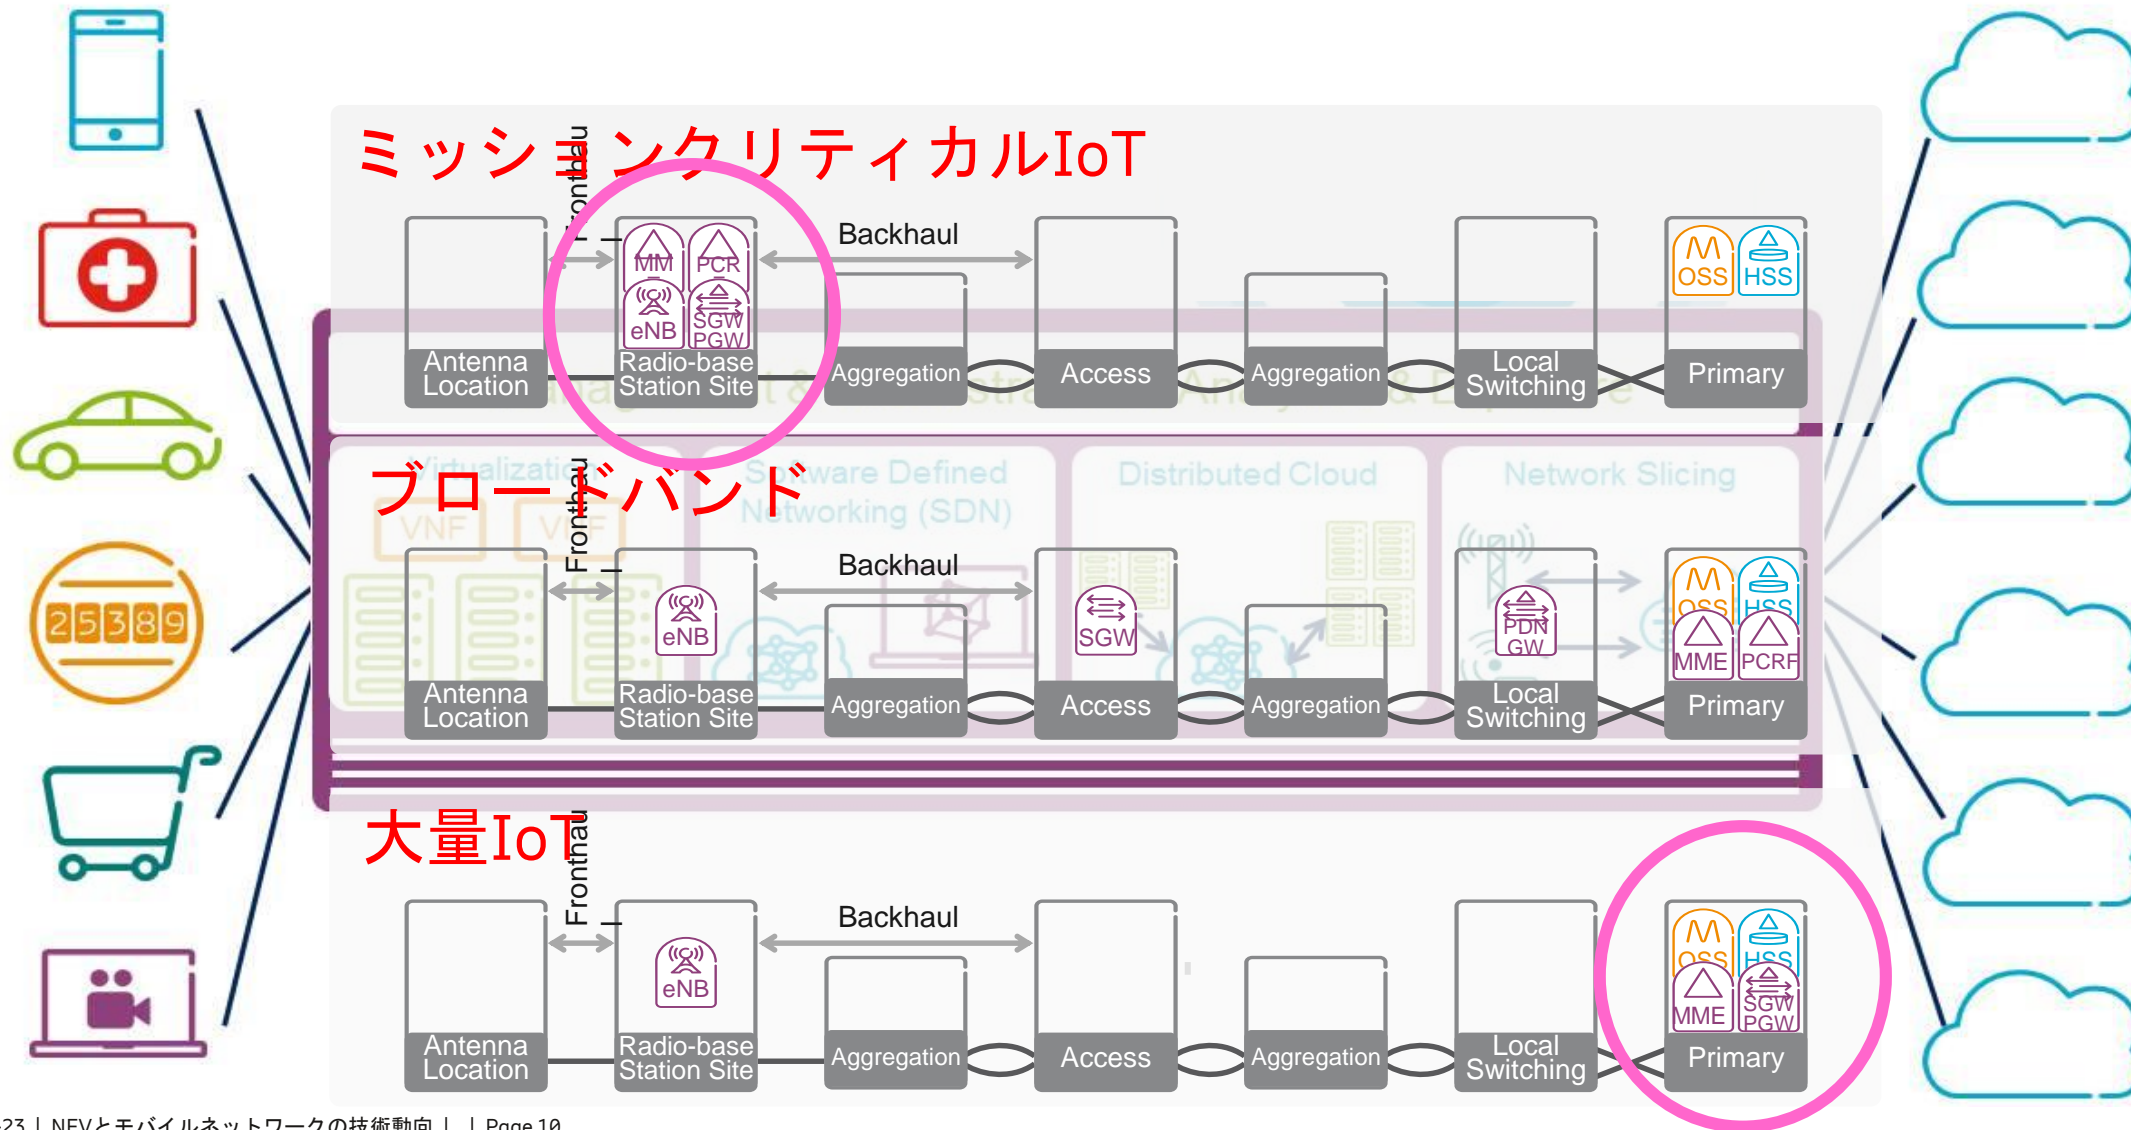 ミッションクリティカルIoT
Fronthau
l
Backhaul
MM
PCR
eNB
SGW
PGW
OSS
HSS
Antenna
Location
Radio-base
Station Site
Aggregation
Access
Aggregation
Local
Switching
Primary
Virtualization
Software Defined
Networking (SDN)
Distributed Cloud
Network Slicing
ブロードバンド
VNF
Fronthau
l
Backhaul
eNB
SGW
PDN
GW
OSS
HSS
MME
PCRF
25389
Antenna
Location
Radio-base
Station Site
Aggregation
Access
Aggregation
Local
Switching
Primary
大量IoT
Fronthau
l
Backhaul
eNB
OSS
HSS
MME
SGW
PGW
Antenna
Location
Radio-base
Station Site
Aggregation
Access
Aggregation
Local
Switching
Primary
-23 | NFVとモバイルネットワークの技術動向 | | Page 10